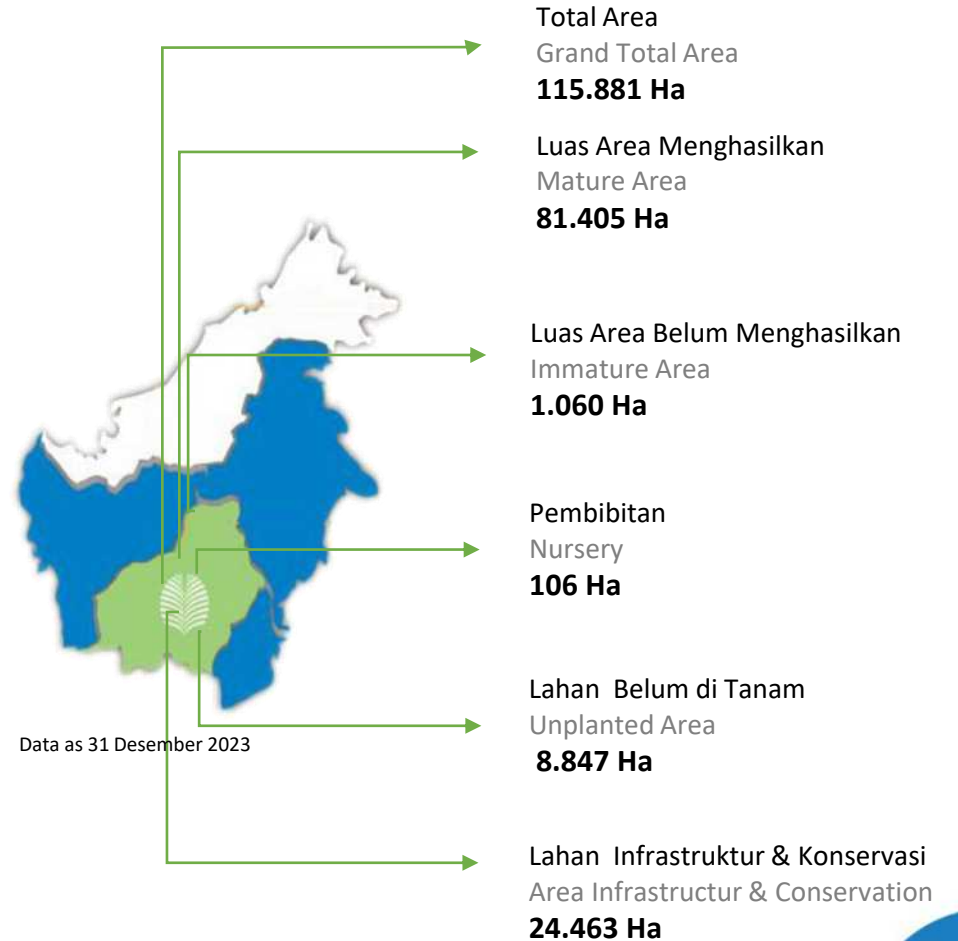 Total Area
Grand Total Area
115.881 Ha
Luas Area Menghasilkan
Mature Area
81.405 Ha
Luas Area Belum Menghasilkan
Immature Area
1.060 Ha
Pembibitan
Nursery
106 Ha
Lahan Belum di Tanam
Unplanted Area
8.847 Ha
Data as 31 Desember 2023
Lahan Infrastruktur & Konservasi
Area Infrastructur & Conservation
24.463 Ha